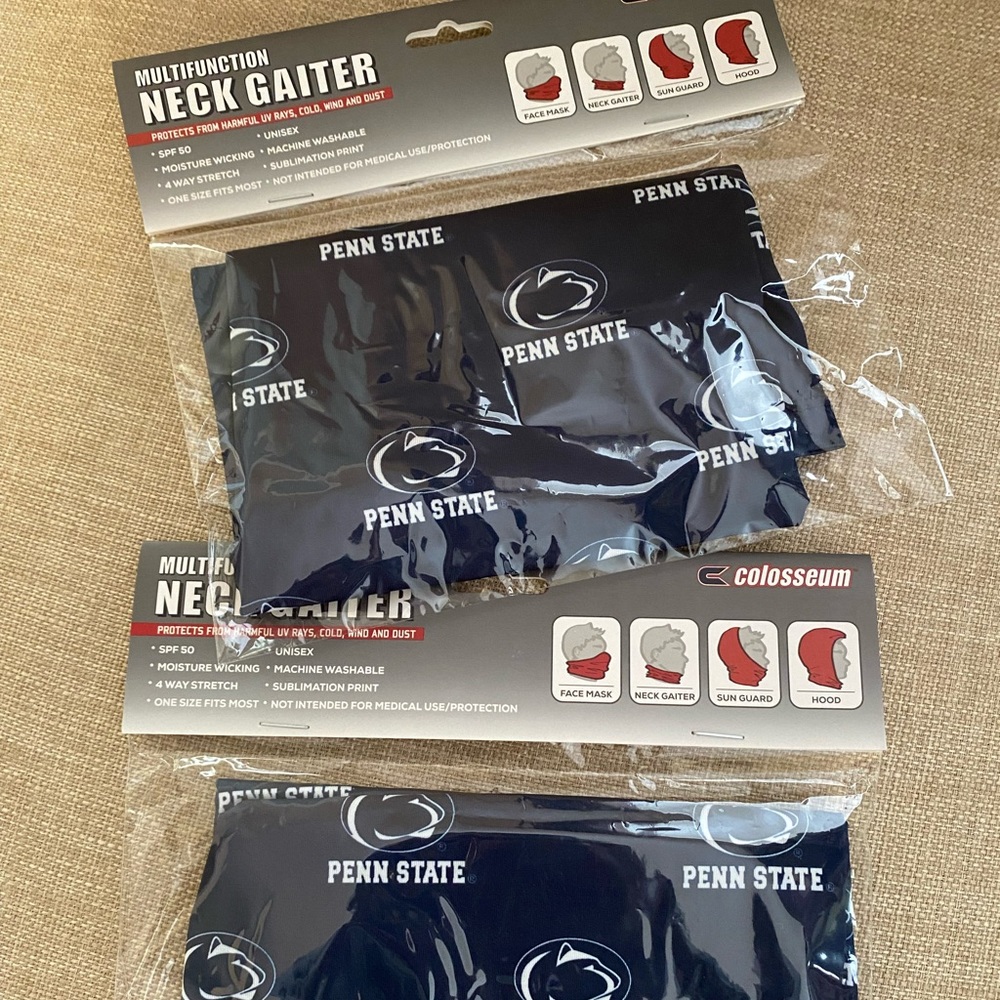 MULTIFUNCTION
NECK GAITER
PROTECTS FROM HARMFUL UV RAYS, COLD, WIND AND DUST
• SPF 50 • UNISEX
• MOISTURE WICKING • MACHINE WASHABLE
• 4 WAY STRETCH • SUBLIMATION PRINT
• ONE SIZE FITS MOST • NOT INTENDED FOR MEDICAL USE/PROTECTION
FACE MASK
NECK GAITER
SUN GUARD
HOOD
PENN STATE
PENN STAT
PENN STATE
STATE
PENN STATE
PENN STA
MULTIFU
NECK GAITER
PROTECTS FROM HARMFUL UV RAYS, COLD, WIND AND DUST
• SPF 50 • UNISEX
• MOISTURE WICKING • MACHINE WASHABLE
• 4 WAY STRETCH • SUBLIMATION PRINT
• ONE SIZE FITS MOST • NOT INTENDED FOR MEDICAL USE/PROTECTION
colosseum
FACE MASK
NECK GAITER
SUN GUARD
HOOD
PENN STATE
PENN STATE
PENN STATE